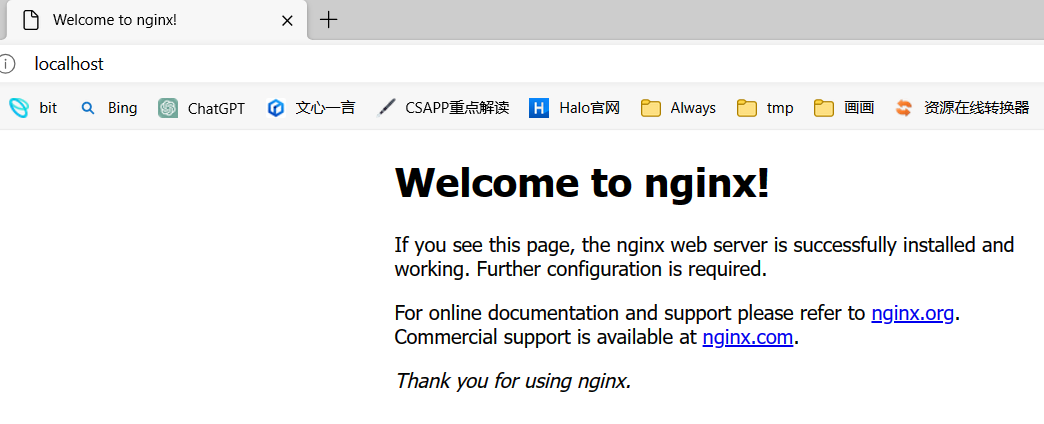 Welcome to nginx!
localhost
bit Bing ChatGPT 文心一言 CSAPP重点解读 Halo官网 Always tmp 画画 资源在线转换器
Welcome to nginx!
If you see this page, the nginx web server is successfully installed and
working. Further configuration is required.
For online documentation and support please refer to nginx.org.
Commercial support is available at nginx.com.
Thank you for using nginx.